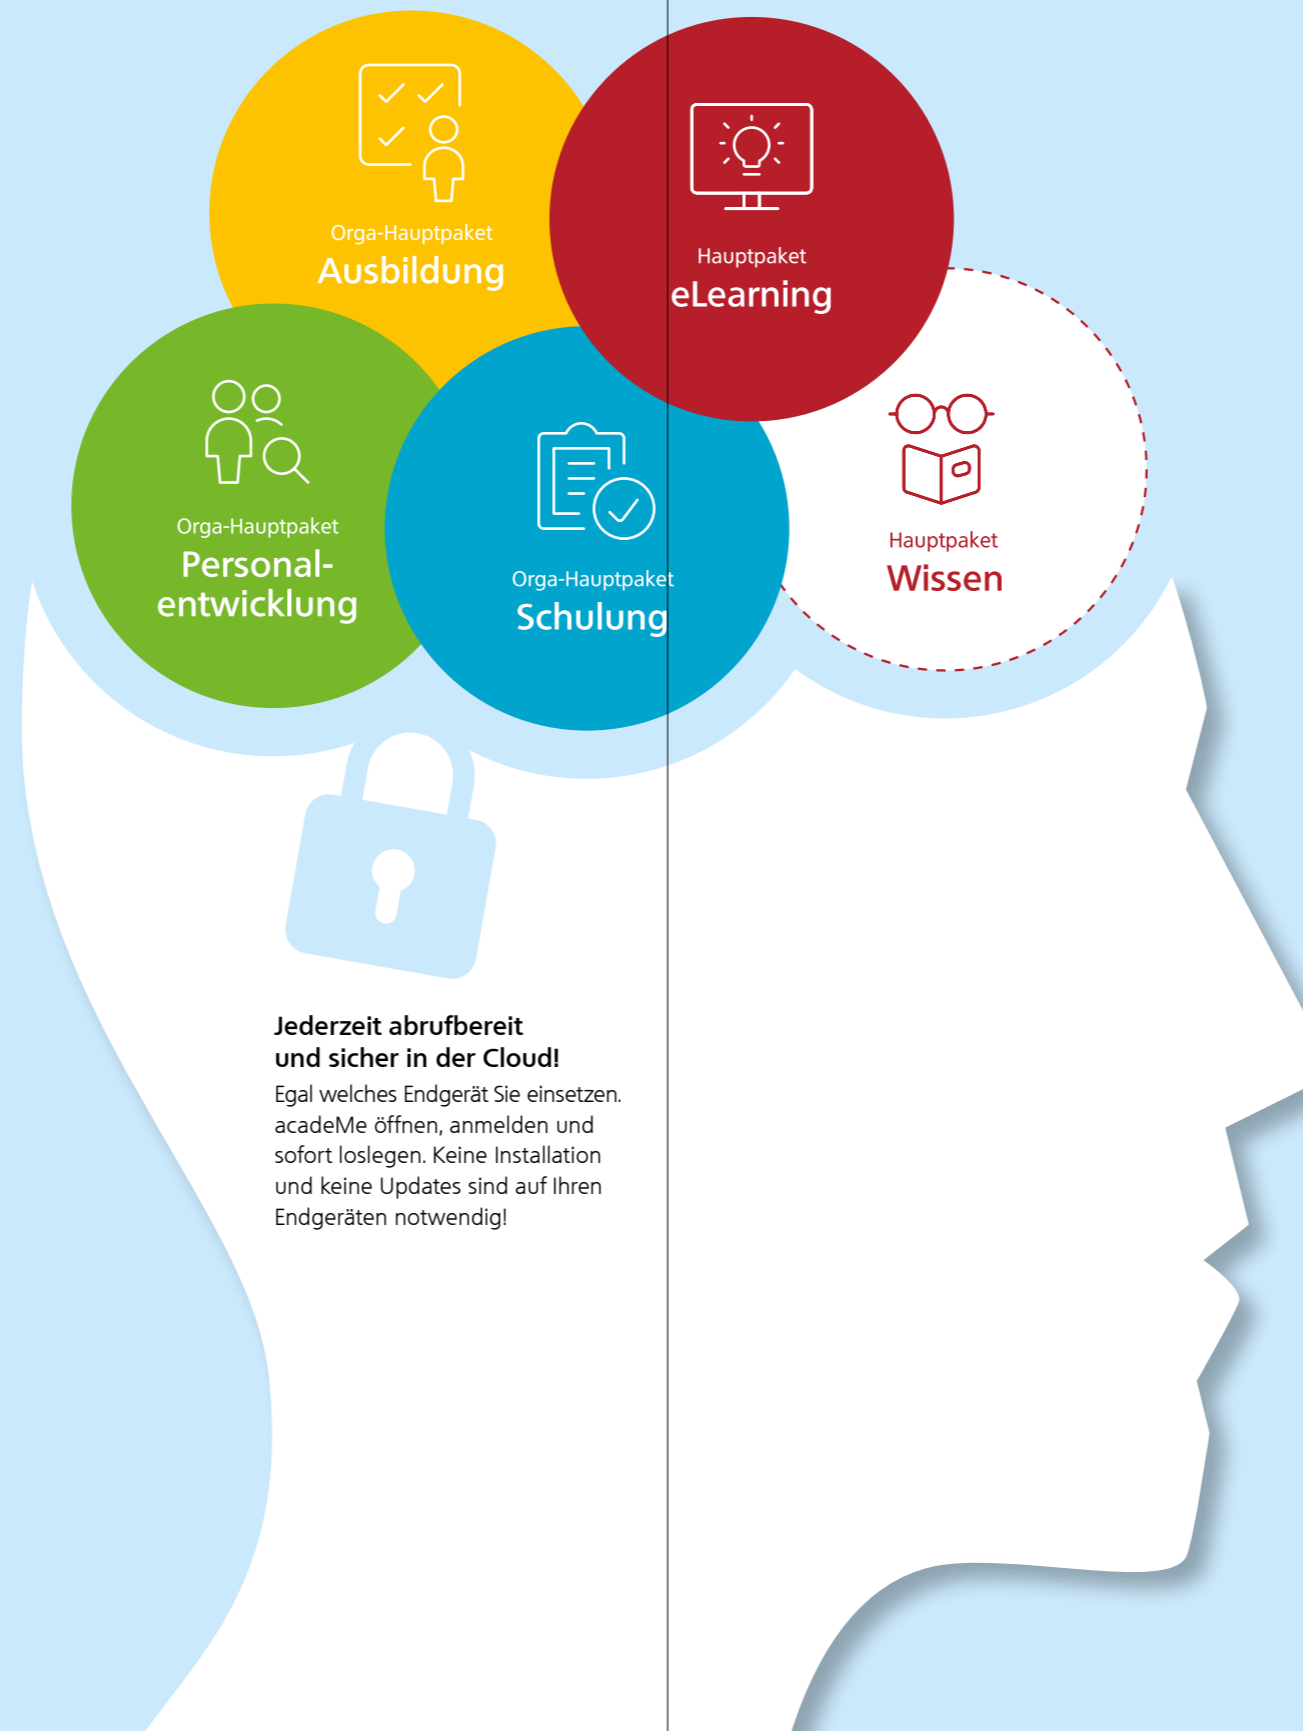 Orga-Hauptpaket
Ausbildung
Hauptpaket
eLearning
Orga-Hauptpaket
Personal-
entwicklung
Orga-Hauptpaket
Schulung
Hauptpaket
Wissen
Jederzeit abrufbereit
und sicher in der Cloud!
Egal welches Endgerät Sie einsetzen.
acadeMe öffnen, anmelden und
sofort loslegen. Keine Installation
und keine Updates sind auf Ihren
Endgeräten notwendig!